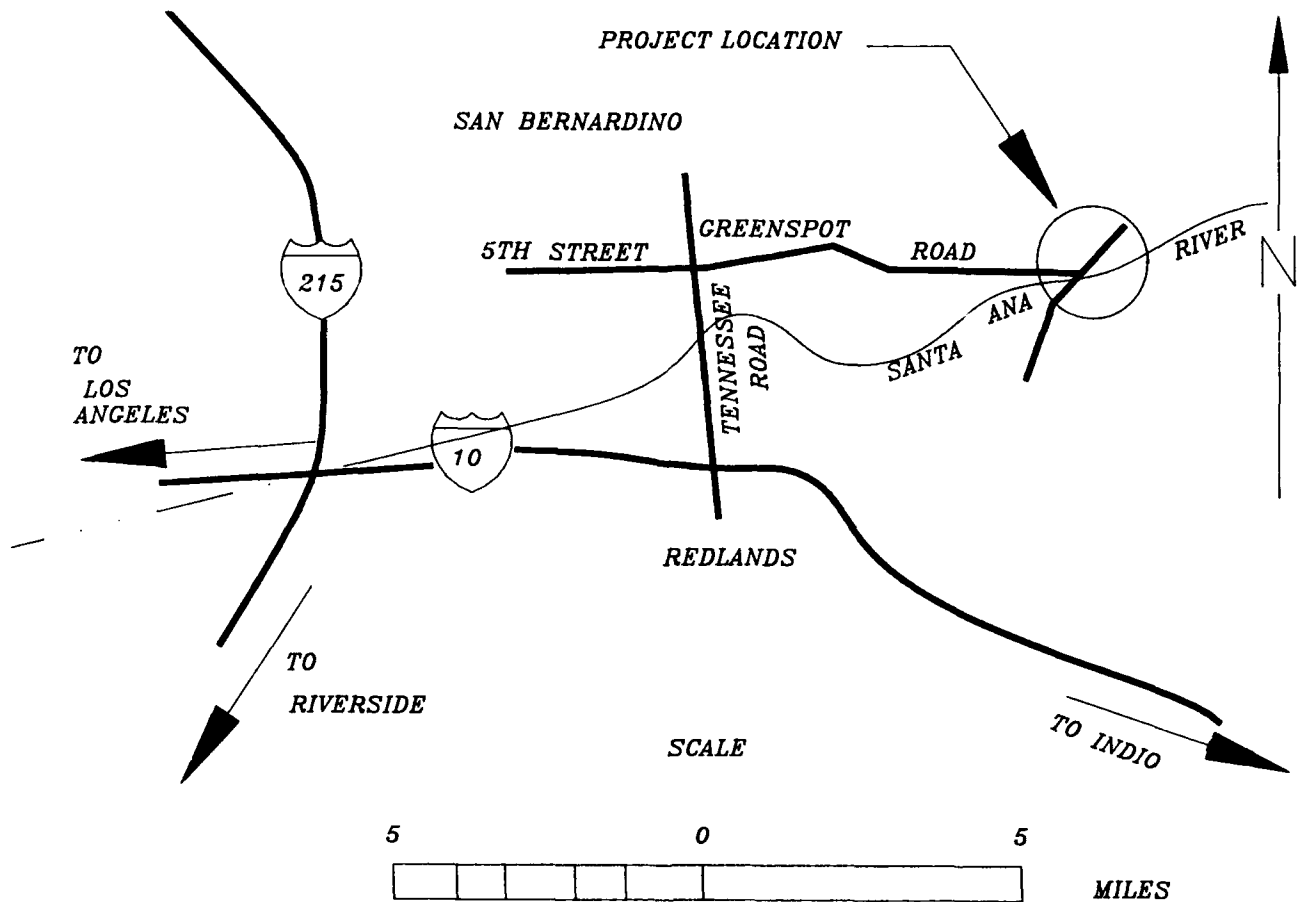 PROJECT LOCATION
SAN BERNARDINO
GREENSPOT
5TH STREET
ROAD
RIVER
215
N
ANA
SANTA
TENNESSEE
ROAD
TO
LOS
ANGELES
10
REDLANDS
TO
RIVERSIDE
TO INDIO
SCALE
5 0 5
MILES